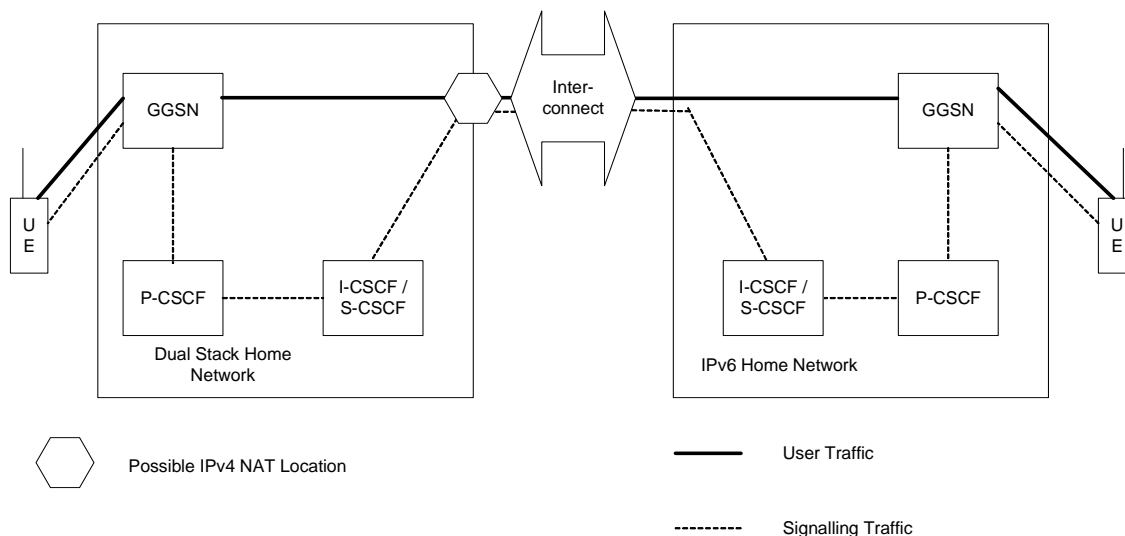 Inter-
connect
GGSN
GGSN
U
E
U
E
P-CSCF
I-CSCF /
S-CSCF
I-CSCF /
S-CSCF
P-CSCF
Dual Stack Home
Network
IPv6 Home Network
Possible IPv4 NAT Location
User Traffic
Signalling Traffic